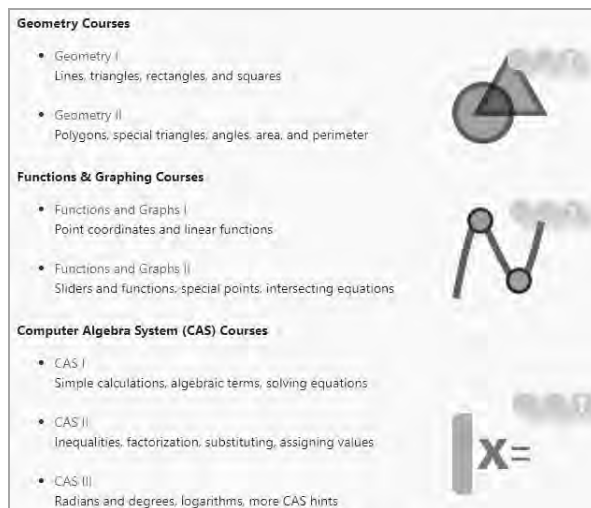 Geometry Courses
Geometry I
Lines, triangles, rectangles, and squares
Geometry II
Polygons, special triangles, angles, area, and perimeter
Functions & Graphing Courses
Functions and Graphs I
Point coordinates and linear functions
Functions and Graphs II
Sliders and functions, special points, intersecting equations
Computer Algebra System (CAS) Courses
CAS I
Simple calculations, algebraic terms, solving equations
CAS II
Inequalities, factorization, substituting, assigning values
x=
CAS III
Radians and degrees, logarithms, more CAS hints